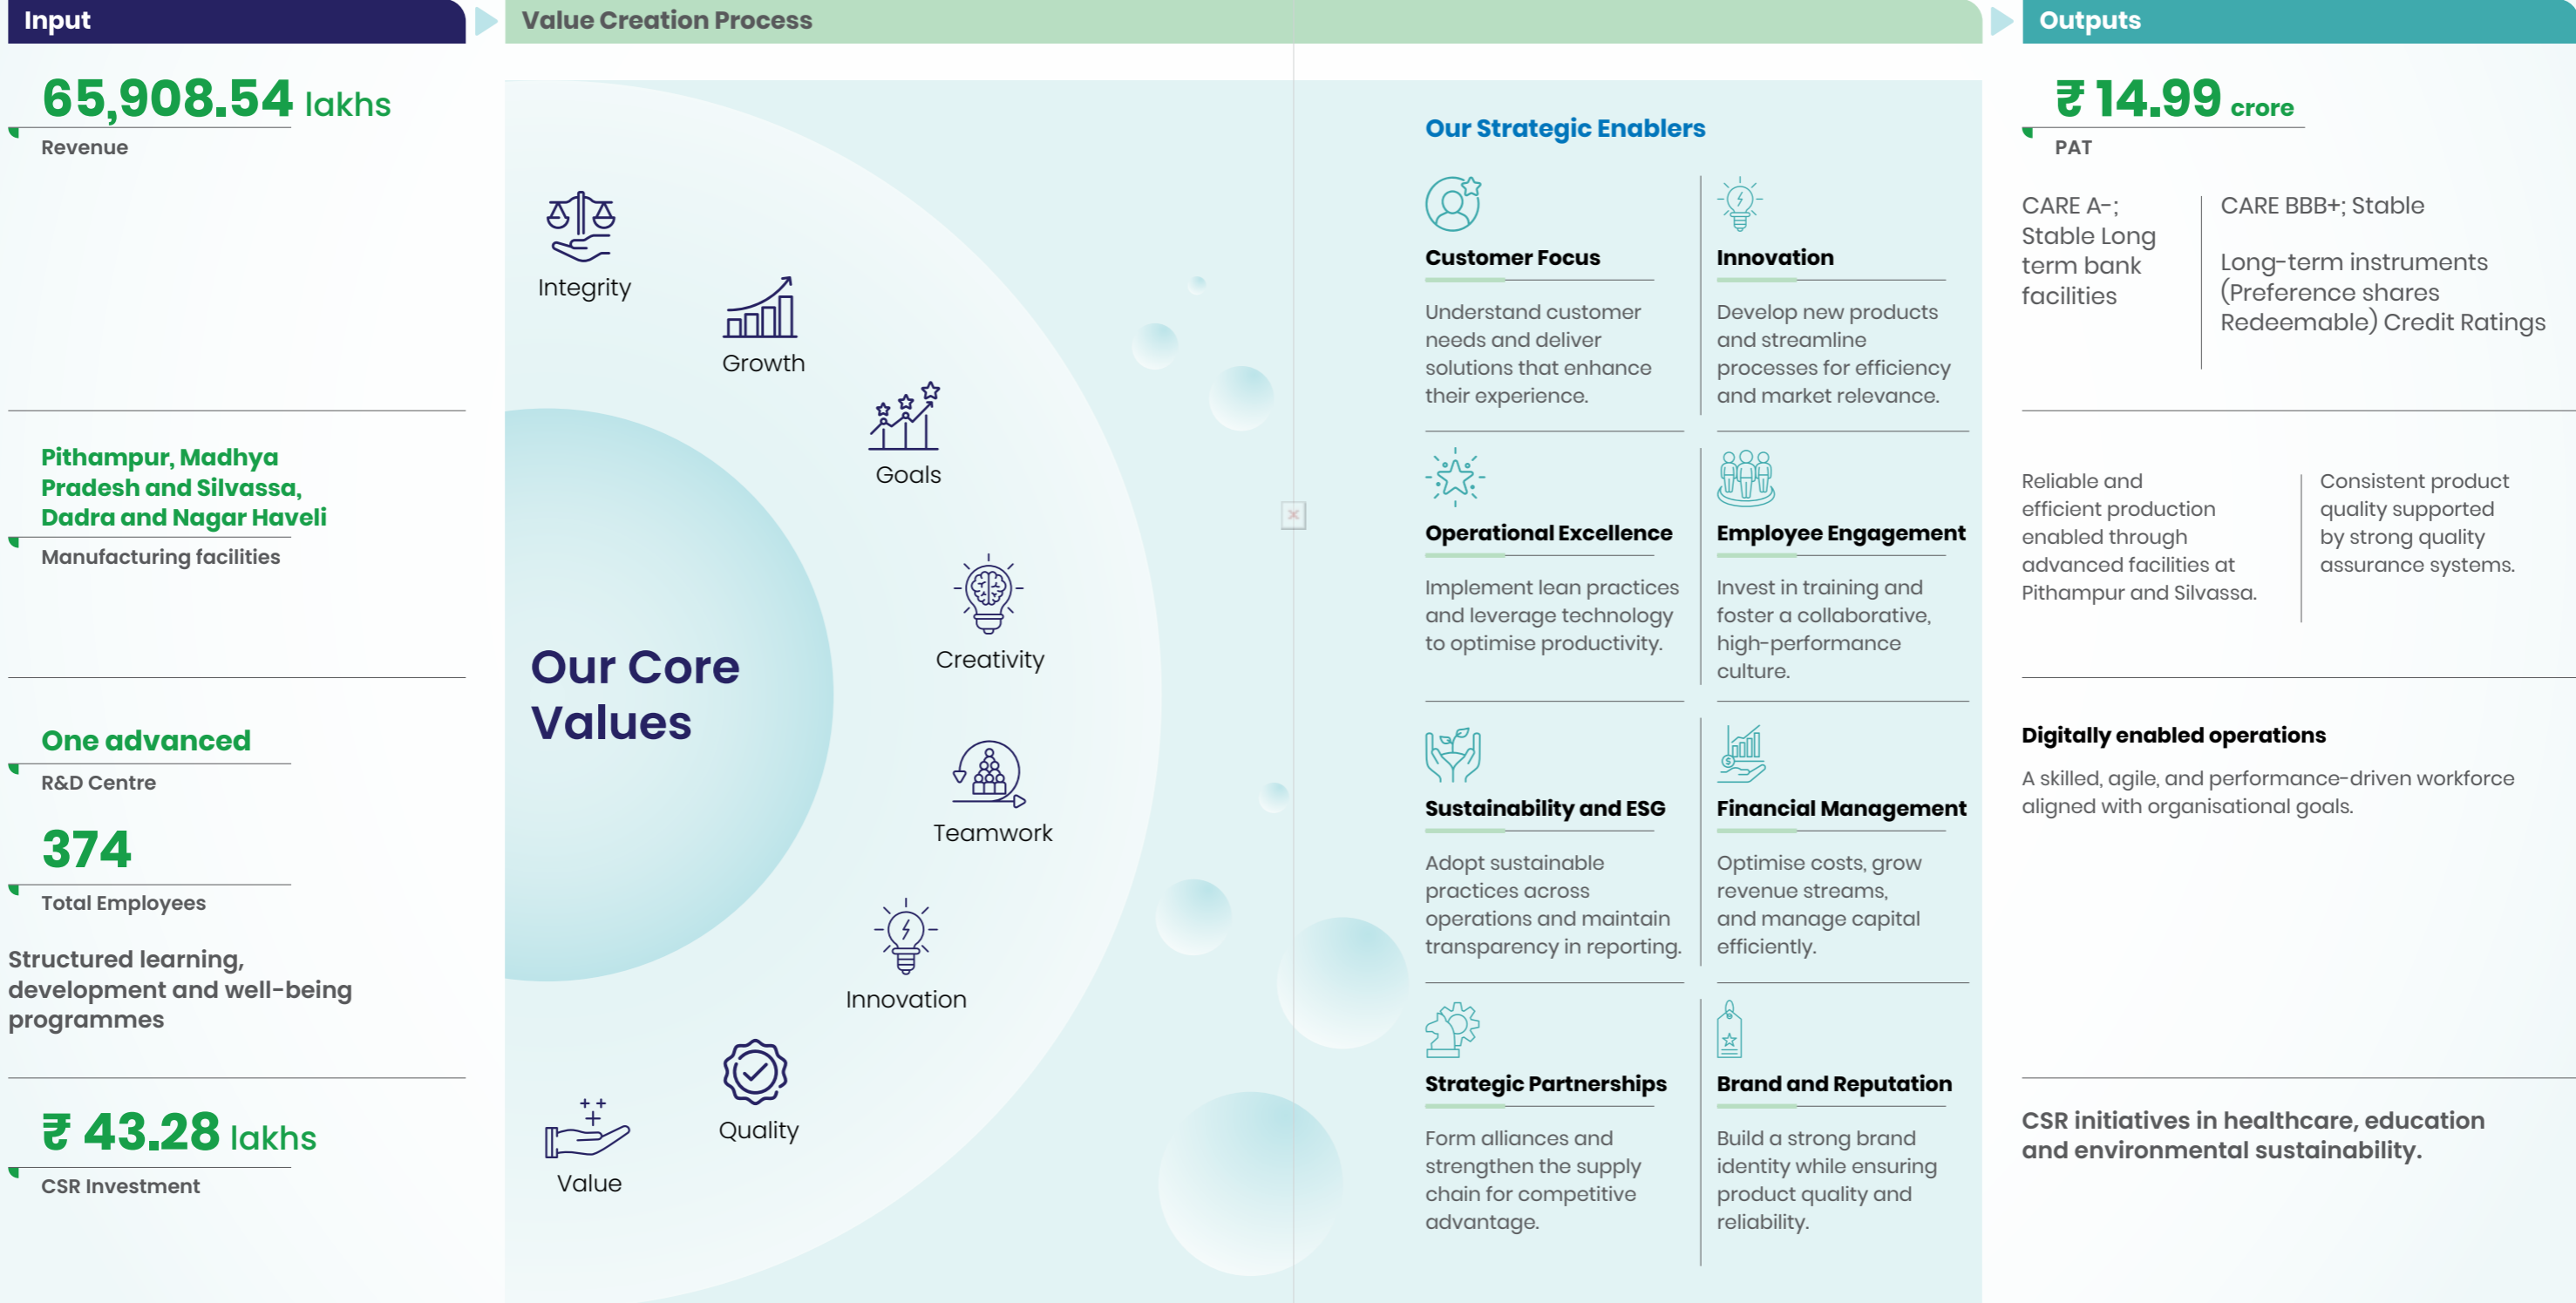 Input
65,908.54 lakhs
Revenue
Pithampur, Madhya
Pradesh and Silvassa,
Dadra and Nagar Haveli
Manufacturing facilities
One advanced
R&D Centre
374
Total Employees
Structured learning,
development and well-being
programmes
₹ 43.28 lakhs
CSR Investment
Value Creation Process
Our Core
Values
Integrity
Growth
Goals
Creativity
Teamwork
Innovation
Quality
Value
Our Strategic Enablers
Customer Focus
Understand customer
needs and deliver
solutions that enhance
their experience.
Innovation
Develop new products
and streamline
processes for efficiency
and market relevance.
Operational Excellence
Implement lean practices
and leverage technology
to optimise productivity.
Employee Engagement
Invest in training and
foster a collaborative,
high-performance
culture.
Sustainability and ESG
Adopt sustainable
practices across
operations and maintain
transparency in reporting.
Financial Management
Optimise costs, grow
revenue streams,
and manage capital
efficiently.
Strategic Partnerships
Form alliances and
strengthen the supply
chain for competitive
advantage.
Brand and Reputation
Build a strong brand
identity while ensuring
product quality and
reliability.
Outputs
₹ 14.99 crore
PAT
CARE A-;
Stable Long
term bank
facilities
CARE BBB+; Stable
Long-term instruments
(Preference shares
Redeemable) Credit Ratings
Reliable and
efficient production
enabled through
advanced facilities at
Pithampur and Silvassa.
Consistent product
quality supported
by strong quality
assurance systems.
Digitally enabled operations
A skilled, agile, and performance-driven workforce
aligned with organisational goals.
CSR initiatives in healthcare, education
and environmental sustainability.